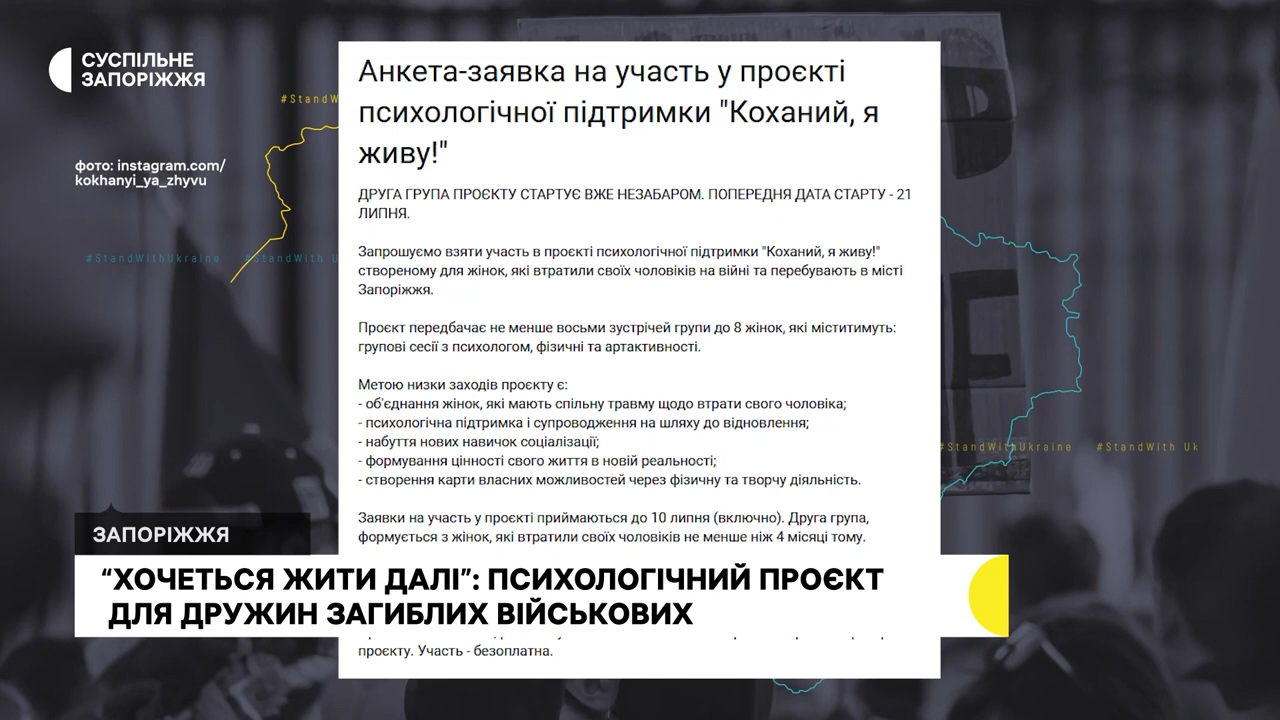 СУСПІЛЬНЕ
ЗАПОРІЖЖЯ
фото: instagram.com/
kokhanyi_ya_zhyvu
#StandW
#StandWithUkraine #StandWith U
#StandWithUkraine #StandWith Uk
Анкета-заявка на участь у проєкті
психологічної підтримки "Коханий, я
живу!"
ДРУГА ГРУПА ПРОЄКТУ СТАРТУЄ ВЖЕ НЕЗАБАРОМ. ПОПЕРЕДНЯ ДАТА СТАРТУ - 21
ЛИПНЯ.
Запрошуємо взяти участь в проєкті психологічної підтримки "Коханий, я живу!"
створеному для жінок, які втратили своїх чоловіків на війні та перебувають в місті
Запоріжжя.
Проєкт передбачає не менше восьми зустрічей групи до 8 жінок, які міститимуть:
групові сесії з психологом, фізичні та артактивності.
Метою низки заходів проєкту є:
- об'єднання жінок, які мають спільну травму щодо втрати свого чоловіка;
- психологічна підтримка і супроводження на шляху до відновлення;
- набуття нових навичок соціалізації;
- формування цінності свого життя в новій реальності;
- створення карти власних можливостей через фізичну та творчу діяльність.
Заявки на участь у проєкті приймаються до 10 липня (включно). Друга група,
формується з жінок, які втратили своїх чоловіків не менше ніж 4 місяці тому.
ЗАПОРІЖЖЯ
“ХОЧЕТЬСЯ ЖИТИ ДАЛІ”: ПСИХОЛОГІЧНИЙ ПРОЄКТ
ДЛЯ ДРУЖИН ЗАГИБЛИХ ВІЙСЬКОВИХ
проєкту. Участь - безоплатна.